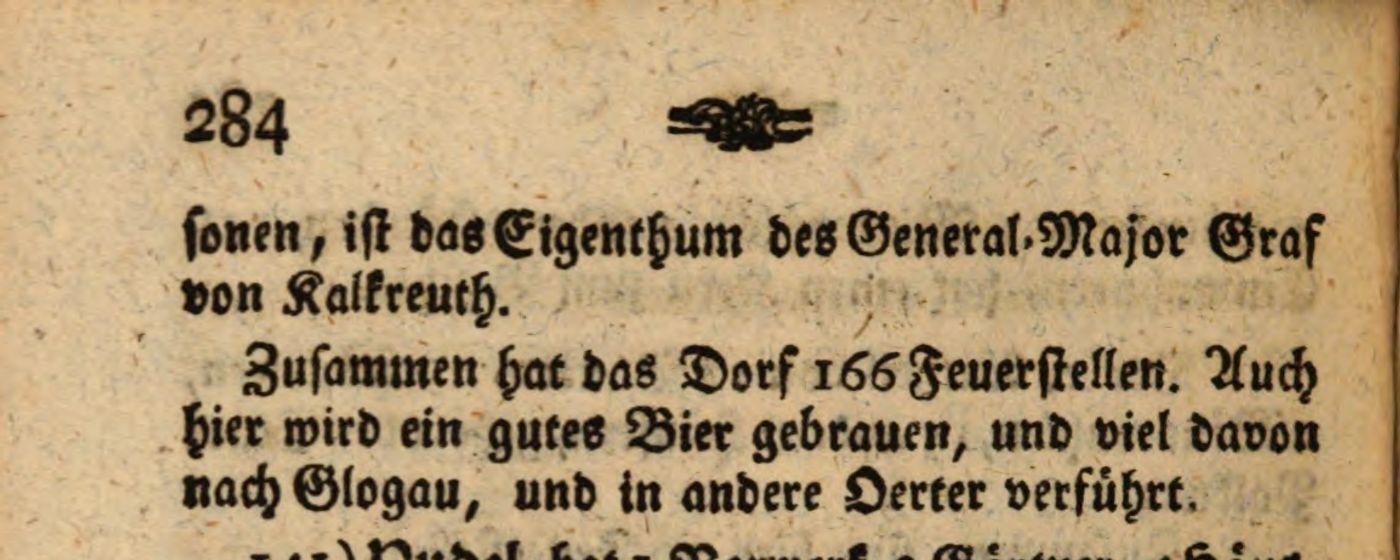 284
ſonen, iſt das Eigenthum des General-Major Graf
von Kalkreuth.
Zuſammen hat das Dorf 166 Feuerſtellen. Auch
hier wird ein gutes Bier gebrauen, und viel davon
nach Glogau, und in andere Oerter verführt.